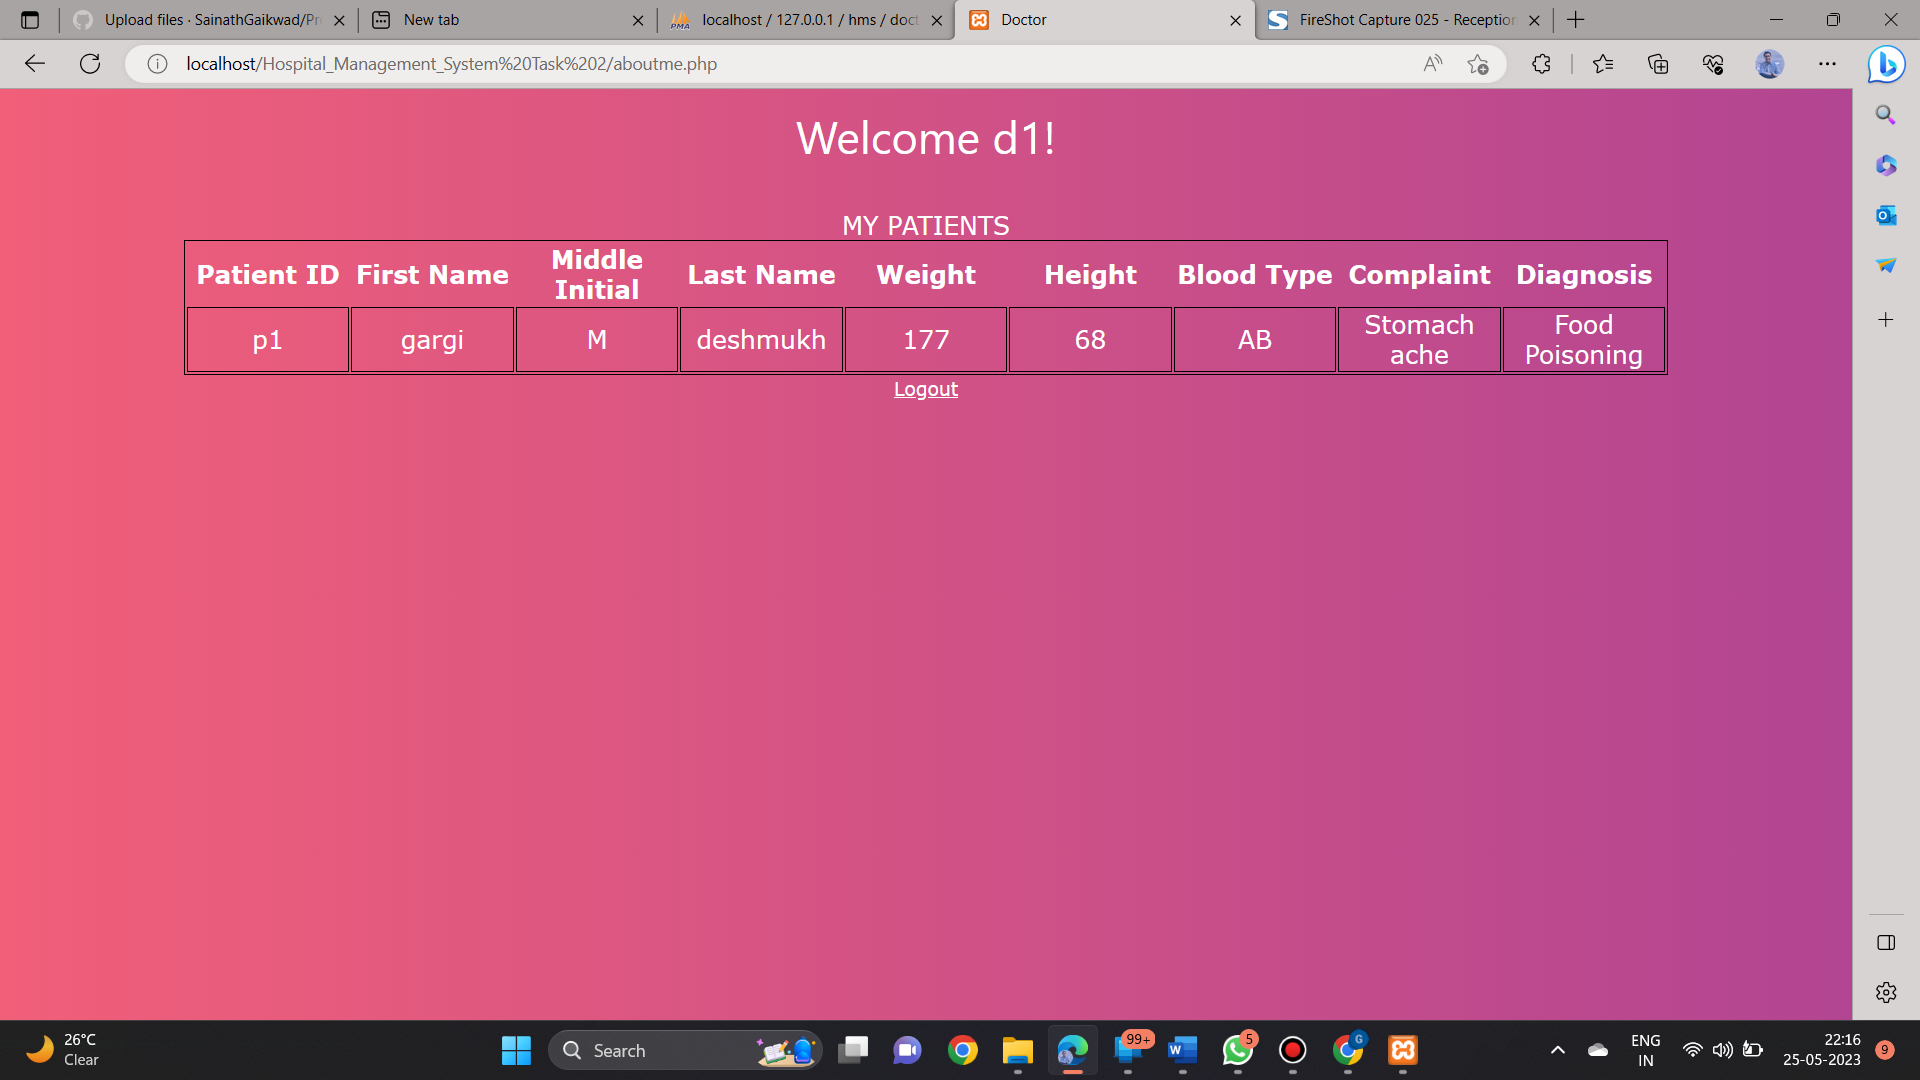 Upload files · SainathGaikwad/Pr
New tab
localhost / 127.0.0.1 / hms / doct
Doctor
FireShot Capture 025 - Reception
localhost/Hospital_Management_System%20Task%202/aboutme.php
Welcome d1!
MY PATIENTS
Patient ID First Name Middle Initial Last Name Weight Height Blood Type Complaint Diagnosis
p1 gargi M deshmukh 177 68 AB Stomach ache Food Poisoning
Logout
26°C
Clear
Search
99+
5
G
ENG
IN
22:16
25-05-2023
9